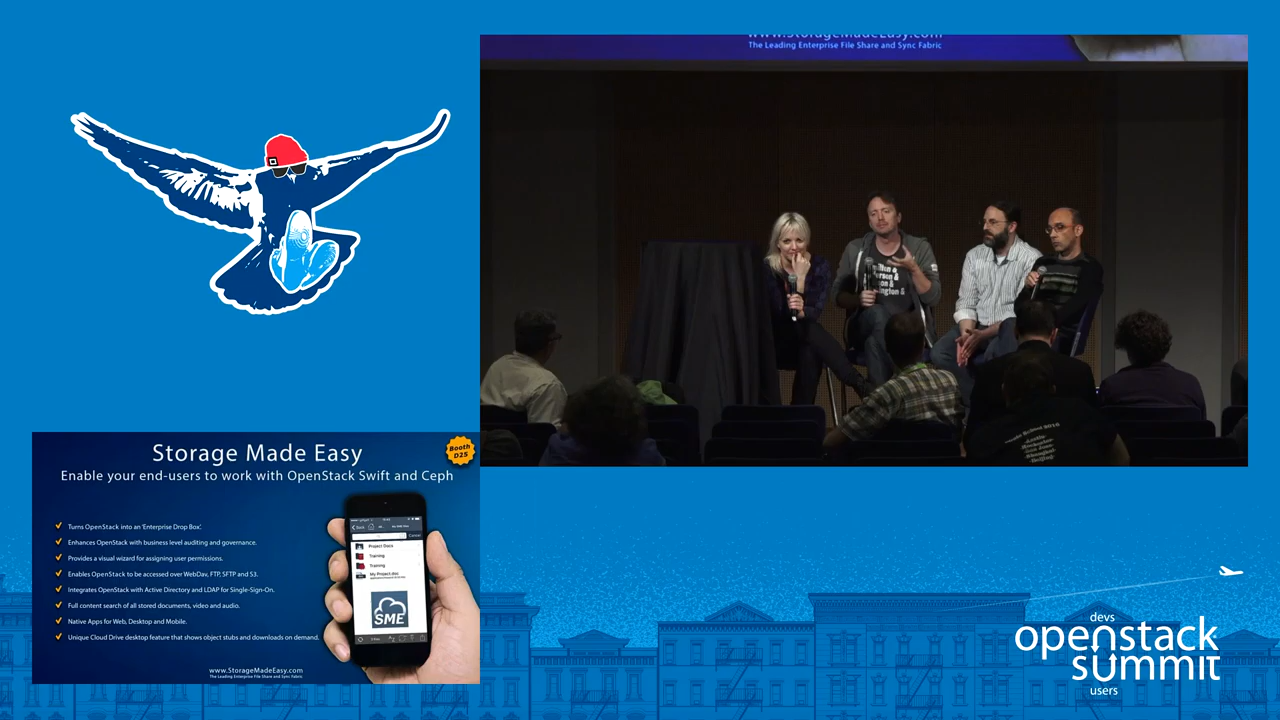 www.StorageMadeEasy.com
The Leading Enterprise File Share and Sync Fabric
Storage Made Easy
Booth
D25
Enable your end-users to work with OpenStack Swift and Ceph
Turns OpenStack into an 'Enterprise Drop Box'.
Enhances OpenStack with business level auditing and governance.
Provides a visual wizard for assigning user permissions.
Enables OpenStack to be accessed over WebDav, FTP, SFTP and S3.
Integrates OpenStack with Active Directory and LDAP for Single-Sign-On.
Full content search of all stored documents, video and audio.
Native Apps for Web, Desktop and Mobile.
Unique Cloud Drive desktop feature that shows object stubs and downloads on demand.
Back
Cancel
Project Docs
Training
Training
My Project.doc
SME
www.StorageMadeEasy.com
The Leading Enterprise File Share and Sync Fabric
devs
openstack
summit
users